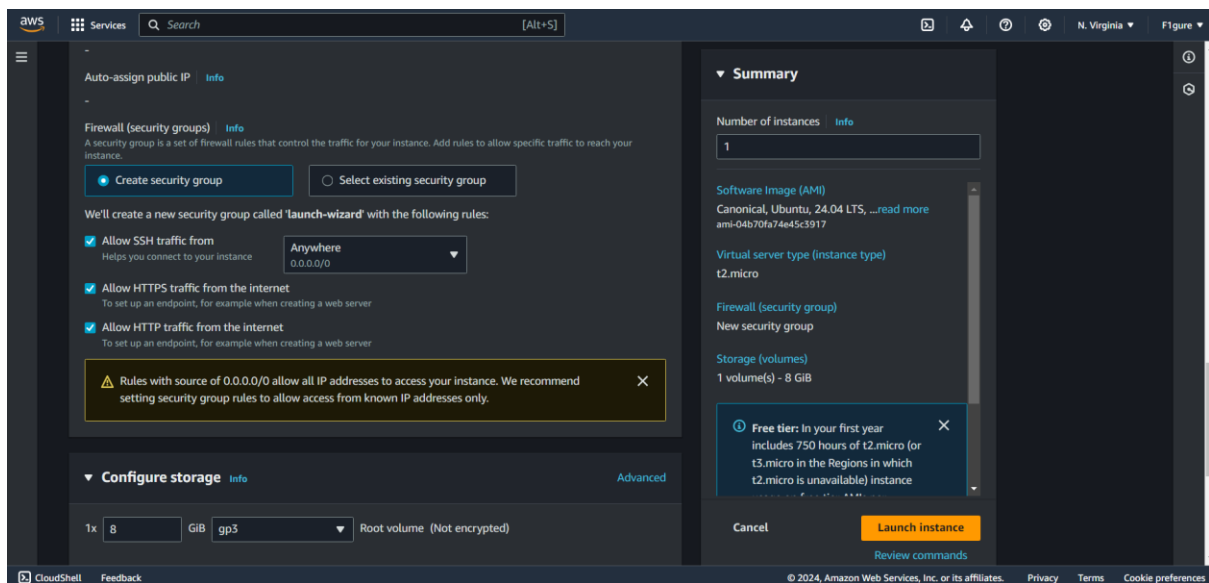 aws
Services
Search
[Alt+S]
N. Virginia
F1gure
-
Auto-assign public IP Info
-
Firewall (security groups) Info
A security group is a set of firewall rules that control the traffic for your instance. Add rules to allow specific traffic to reach your
instance.
Create security group
Select existing security group
We'll create a new security group called 'launch-wizard' with the following rules:
Allow SSH traffic from
Helps you connect to your instance
Anywhere
0.0.0.0/0
Allow HTTPS traffic from the internet
To set up an endpoint, for example when creating a web server
Allow HTTP traffic from the internet
To set up an endpoint, for example when creating a web server
Rules with source of 0.0.0.0/0 allow all IP addresses to access your instance. We recommend
setting security group rules to allow access from known IP addresses only.
Configure storage Info
Advanced
1x 8 GiB gp3 Root volume (Not encrypted)
Summary
Number of instances Info
1
Software Image (AMI)
Canonical, Ubuntu, 24.04 LTS, ...read more
ami-04b70fa74e45c3917
Virtual server type (instance type)
t2.micro
Firewall (security group)
New security group
Storage (volumes)
1 volume(s) - 8 GiB
Free tier: In your first year
includes 750 hours of t2.micro (or
t3.micro in the Regions in which
t2.micro is unavailable) instance
Cancel
Launch instance
Review commands
CloudShell
Feedback
© 2024, Amazon Web Services, Inc. or its affiliates.
Privacy
Terms
Cookie preferences